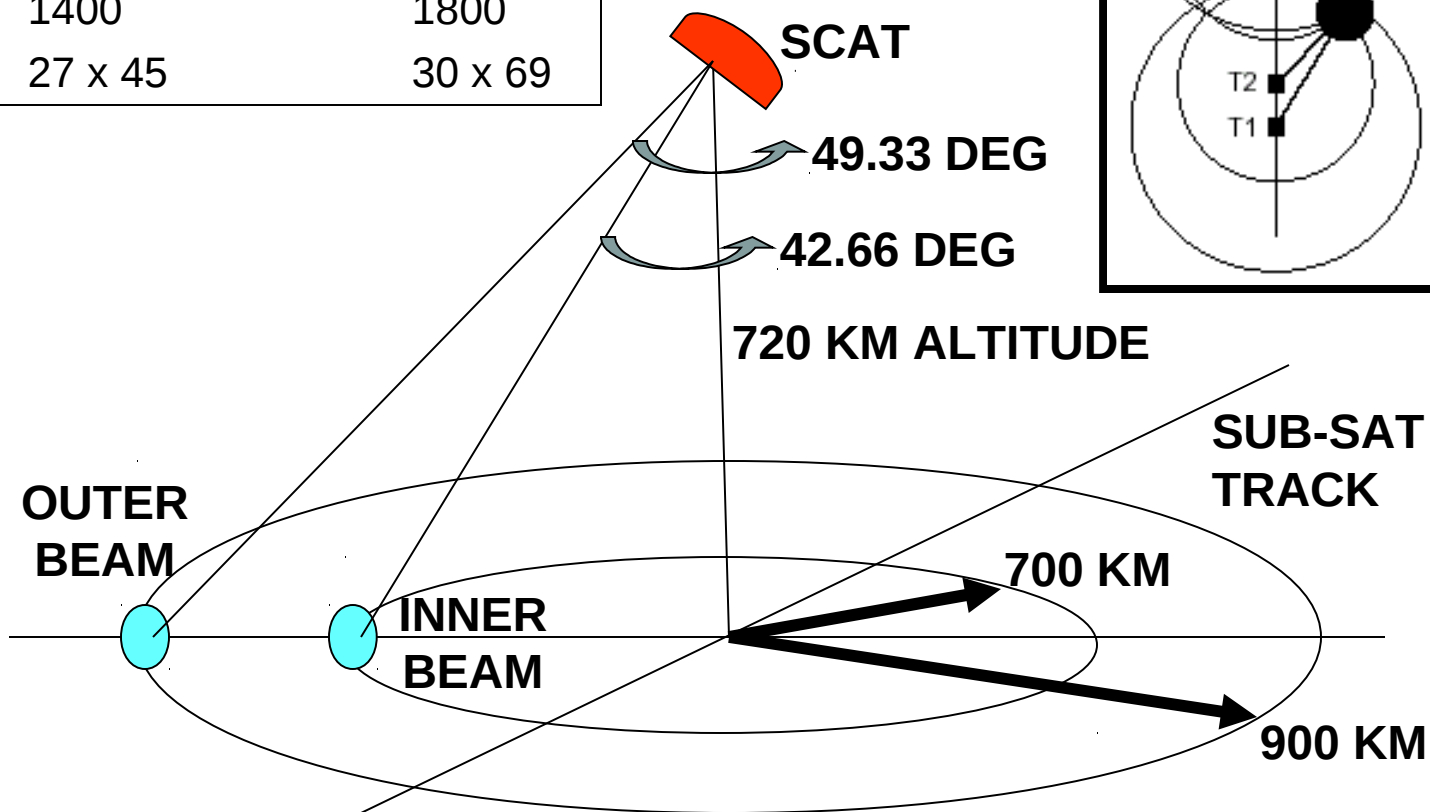 1400 1800
27 x 45 30 x 69
SCAT
T2
T1
49.33 DEG
42.66 DEG
720 KM ALTITUDE
SUB-SAT
TRACK
OUTER
BEAM
700 KM
INNER
BEAM
900 KM